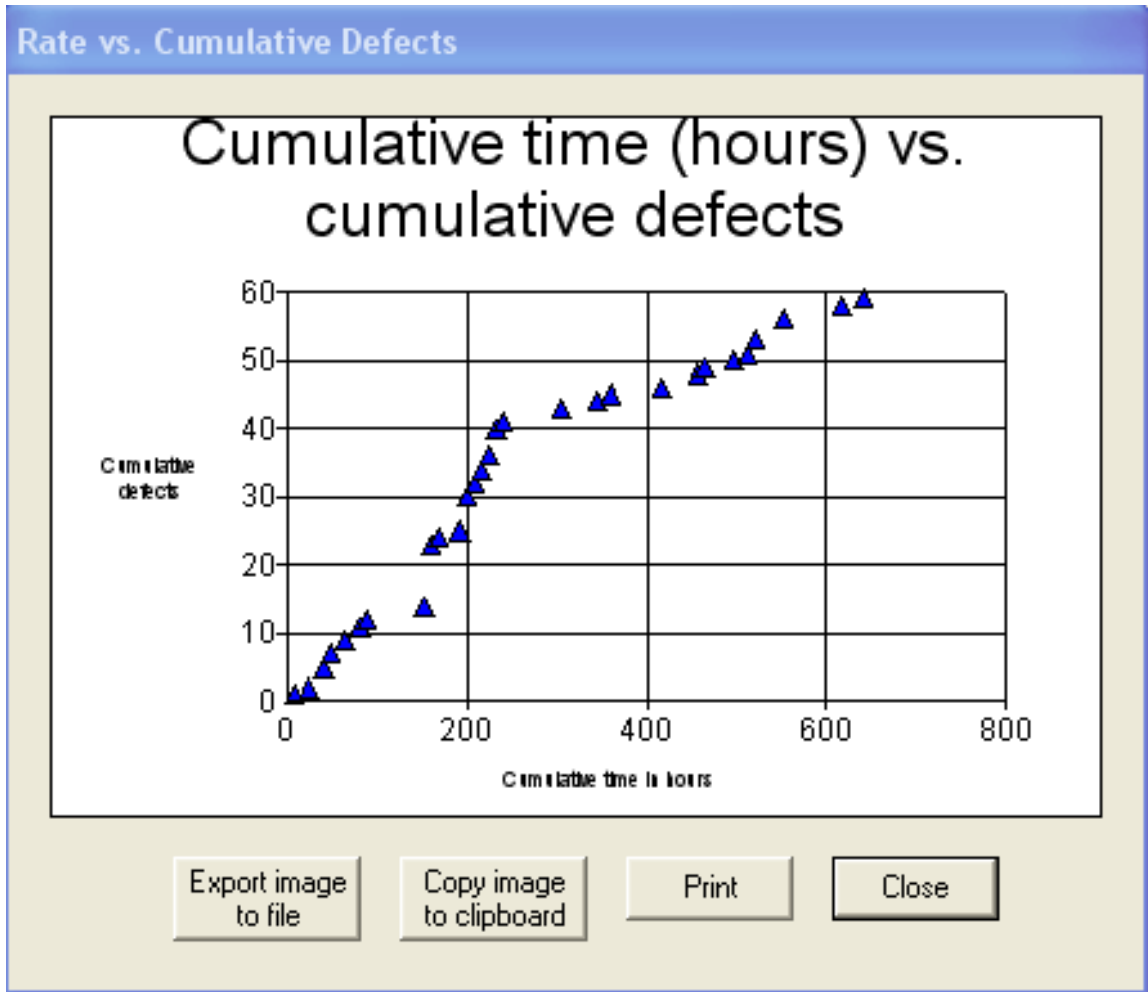 Rate vs. Cumulative Defects
Cumulative time (hours) vs.
cumulative defects
60
50
40
Cumulative
defects
30
20
10
0
0 200 400 600 800
Cumulative time in hours
Export image
to file
Copy image
to clipboard
Print
Close